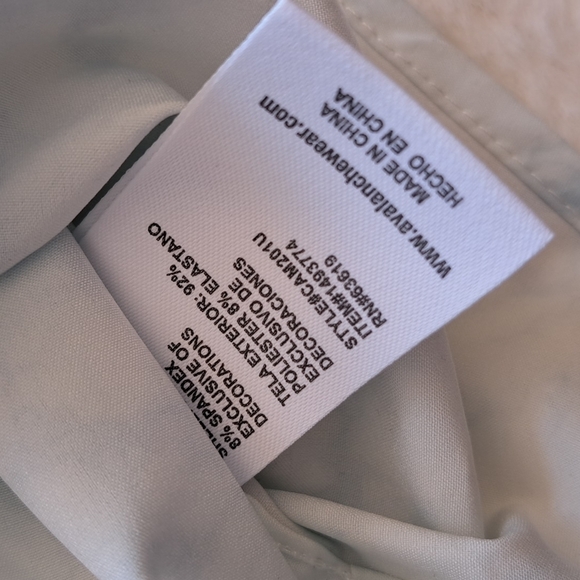 8% SPANDEX
EXCLUSIVE OF
DECORATIONS
TELA EXTERIOR: 92%
POLIESTER 8% ELASTANO
EXCLUSIVO DE
DECORACIONES
STYLE#CAM201U
ITEM#1493774
RN#63619
www.avalanchewear.com
MADE IN CHINA
HECHO EN CHINA